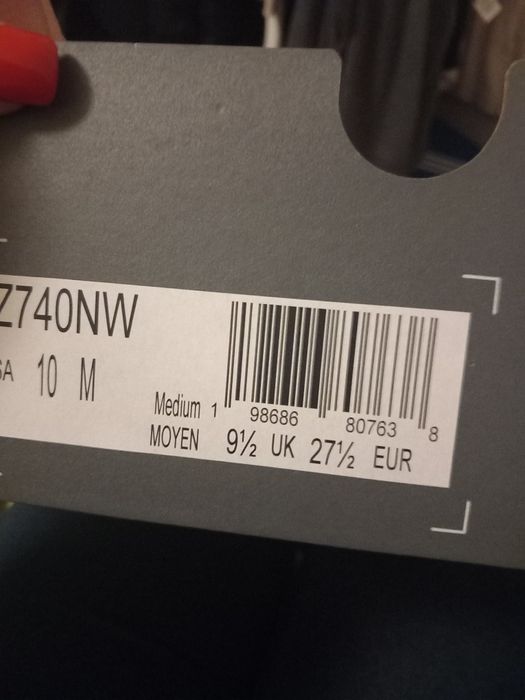 Z740NW
SA 10 M
Medium
MOYEN
1 98686 80763 8
9½ UK 27½ EUR